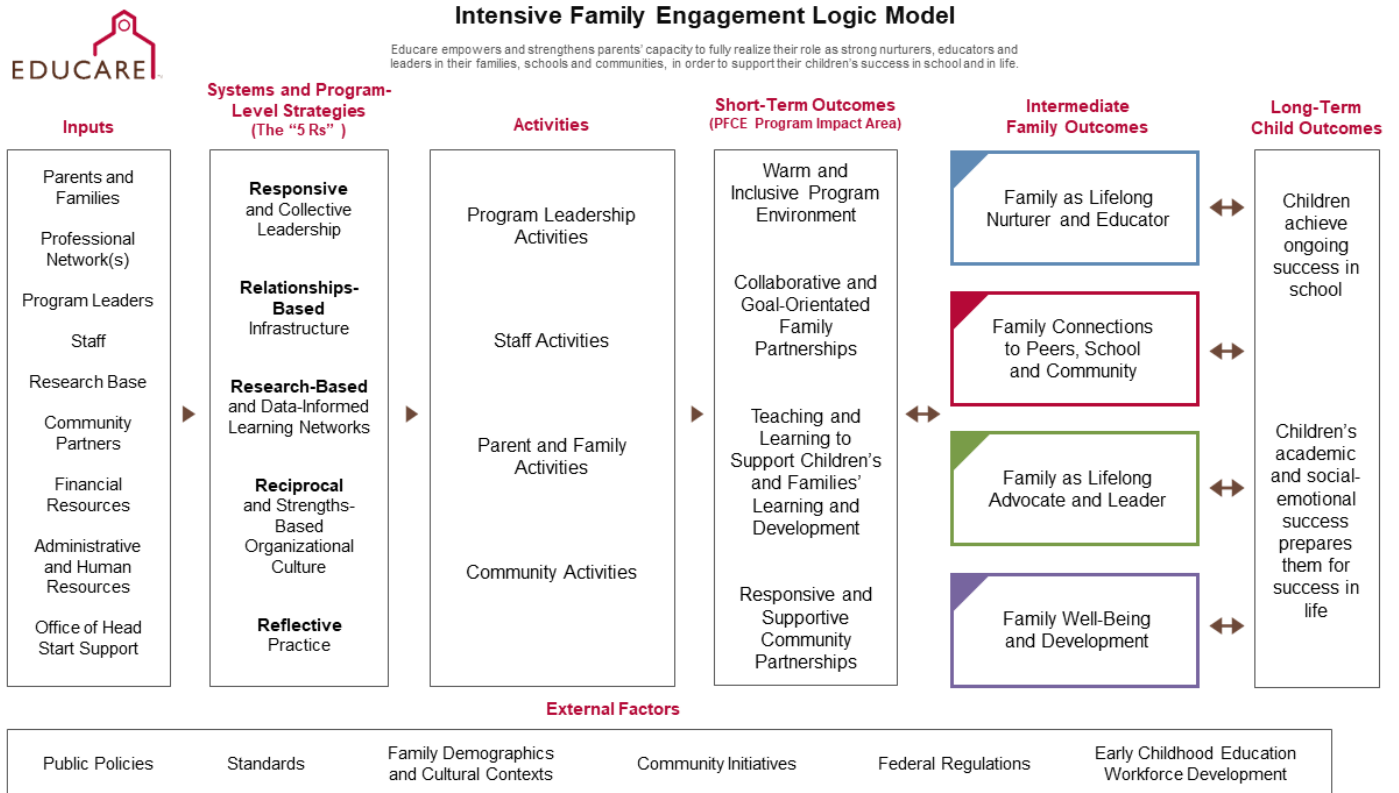 Intensive Family Engagement Logic Model
EDUCARE
Educare empowers and strengthens parents' capacity to fully realize their role as strong nurturers, educators and
leaders in their families, schools and communities, in order to support their children's success in school and in life.
Inputs
Parents and
Families
Professional
Network(s)
Program Leaders
Staff
Research Base
Community
Partners
Financial
Resources
Administrative
and Human
Resources
Office of Head
Start Support
Systems and Program-
Level Strategies
(The “5 Rs” )
Responsive
and Collective
Leadership
Relationships-
Based
Infrastructure
Research-Based
and Data-Informed
Learning Networks
Reciprocal
and Strengths-
Based
Organizational
Culture
Reflective
Practice
Activities
Program Leadership
Activities
Staff Activities
Parent and Family
Activities
Community Activities
Short-Term Outcomes
(PFCE Program Impact Area)
Warm and
Inclusive Program
Environment
Collaborative and
Goal-Orientated
Family
Partnerships
Teaching and
Learning to
Support Children’s
and Families’
Learning and
Development
Responsive and
Supportive
Community
Partnerships
Intermediate
Family Outcomes
Family as Lifelong
Nurturer and Educator
Family Connections
to Peers, School
and Community
Family as Lifelong
Advocate and Leader
Family Well-Being
and Development
Long-Term
Child Outcomes
Children
achieve
ongoing
success in
school
Children’s
academic
and social-
emotional
success
prepares
them for
success in
life
External Factors
Public Policies
Standards
Family Demographics
and Cultural Contexts
Community Initiatives
Federal Regulations
Early Childhood Education
Workforce Development